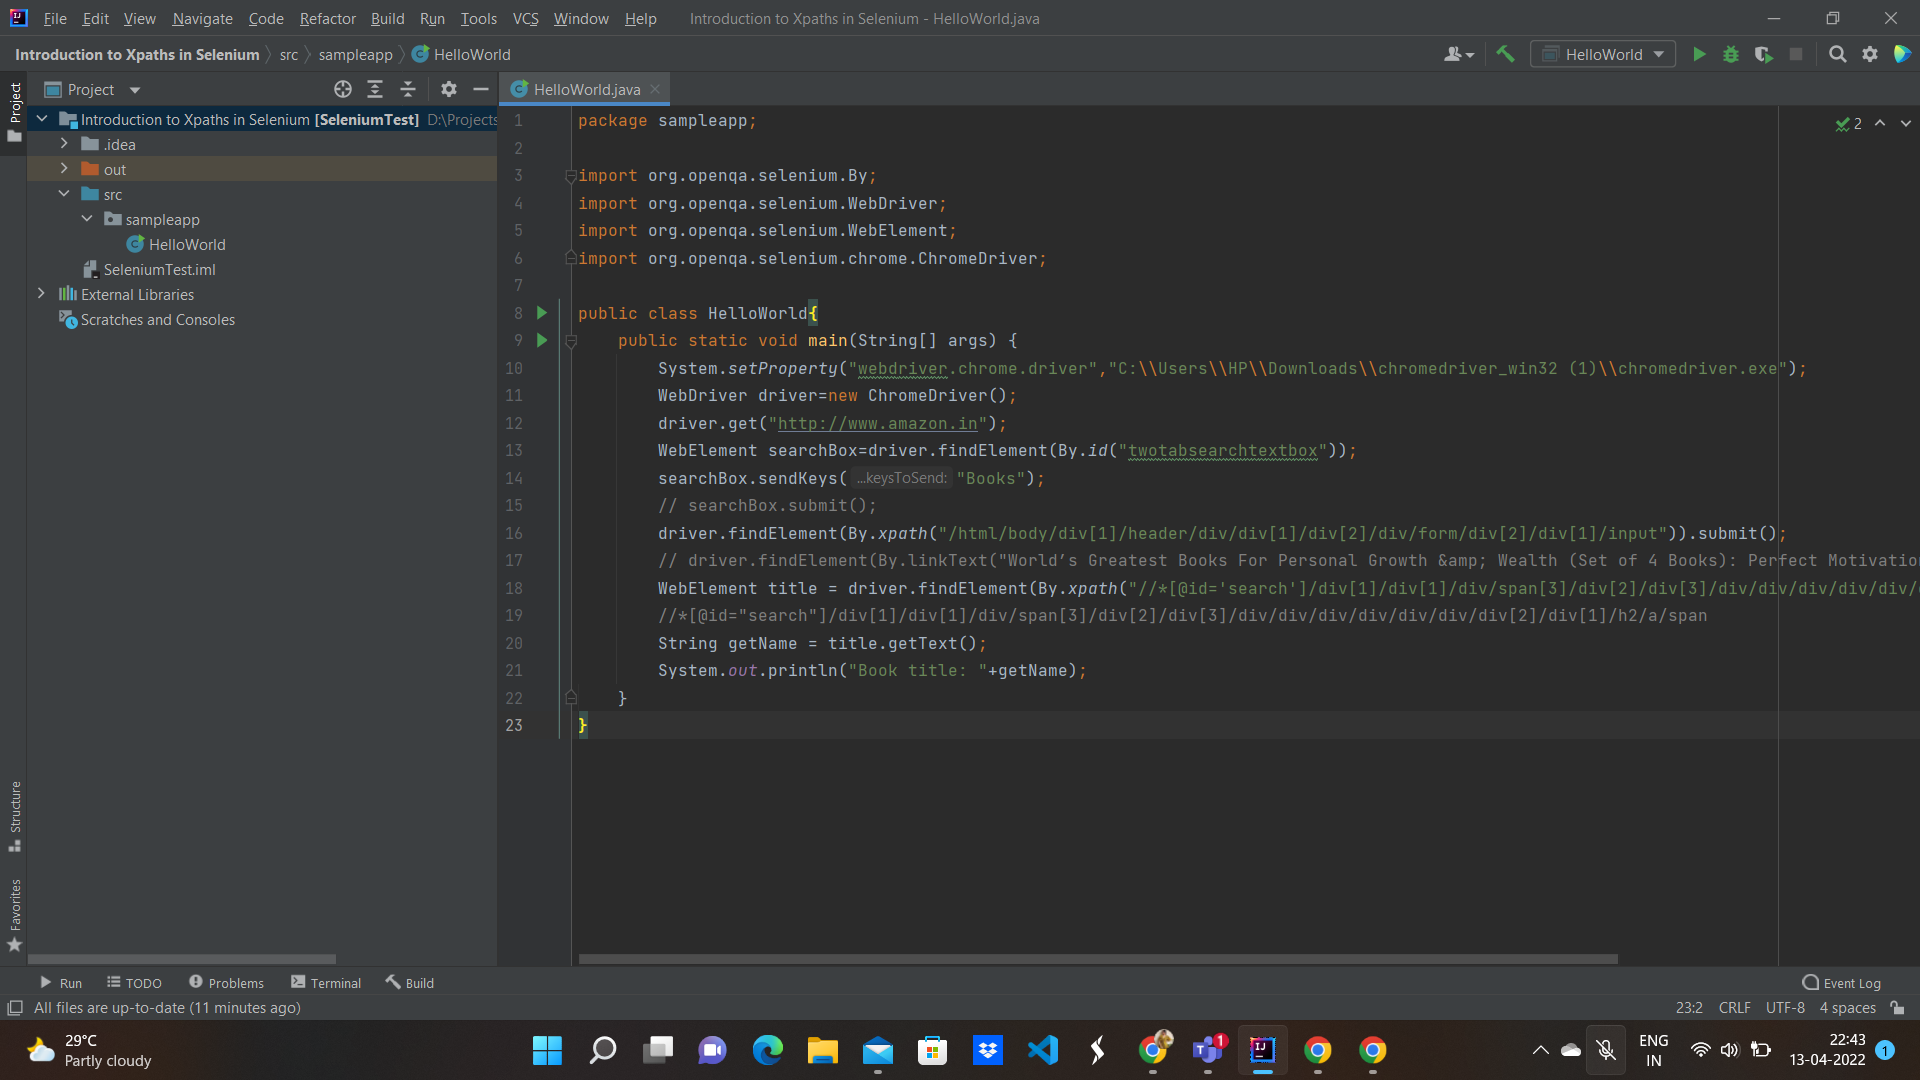 File Edit View Navigate Code Refactor Build Run Tools VCS Window Help Introduction to Xpaths in Selenium - HelloWorld.java
Introduction to Xpaths in Selenium src sampleapp HelloWorld HelloWorld
Project
Project
HelloWorld.java
Introduction to Xpaths in Selenium [SeleniumTest] D:\Projects
.idea
out
src
sampleapp
HelloWorld
SeleniumTest.iml
External Libraries
Scratches and Consoles
Structure
Favorites
2
1 package sampleapp;
2
3 import org.openqa.selenium.By;
4 import org.openqa.selenium.WebDriver;
5 import org.openqa.selenium.WebElement;
6 import org.openqa.selenium.chrome.ChromeDriver;
7
8 public class HelloWorld{
9 public static void main(String[] args) {
10 System.setProperty("webdriver.chrome.driver","C:\\Users\\HP\\Downloads\\chromedriver_win32 (1)\\chromedriver.exe");
11 WebDriver driver=new ChromeDriver();
12 driver.get("http://www.amazon.in");
13 WebElement searchBox=driver.findElement(By.id("twotabsearchtextbox"));
14 searchBox.sendKeys( ...keysToSend: "Books");
15 // searchBox.submit();
16 driver.findElement(By.xpath("/html/body/div[1]/header/div/div[1]/div[2]/div/form/div[2]/div[1]/input")).submit();
17 // driver.findElement(By.linkText("World’s Greatest Books For Personal Growth &amp; Wealth (Set of 4 Books): Perfect Motivation
18 WebElement title = driver.findElement(By.xpath("//*[@id='search']/div[1]/div[1]/div/span[3]/div[2]/div[3]/div/div/div/div/div/
19 //*[@id="search"]/div[1]/div[1]/div/span[3]/div[2]/div[3]/div/div/div/div/div/div/div[2]/div[1]/h2/a/span
20 String getName = title.getText();
21 System.out.println("Book title: "+getName);
22 }
23 }
Run TODO Problems Terminal Build Event Log
All files are up-to-date (11 minutes ago) 23:2 CRLF UTF-8 4 spaces
29°C
Partly cloudy
1
ENG
IN
22:43
13-04-2022
1